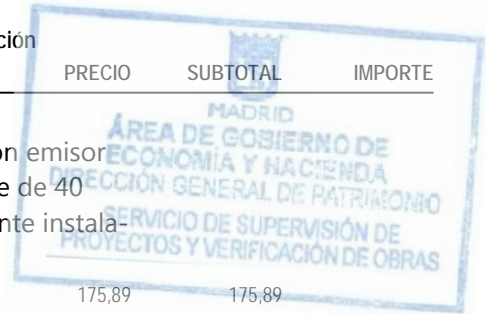 ción
PRECIO SUBTOTAL IMPORTE
MADRID
ÁREA DE GOBIERNO DE
ón emisor ECONOMÍA Y HACIENDA
e de 40 DIRECCIÓN GENERAL DE PATRIMONIO
nte instala- SERVICIO DE SUPERVISIÓN DE
PROYECTOS Y VERIFICACIÓN DE OBRAS
175,89 175,89